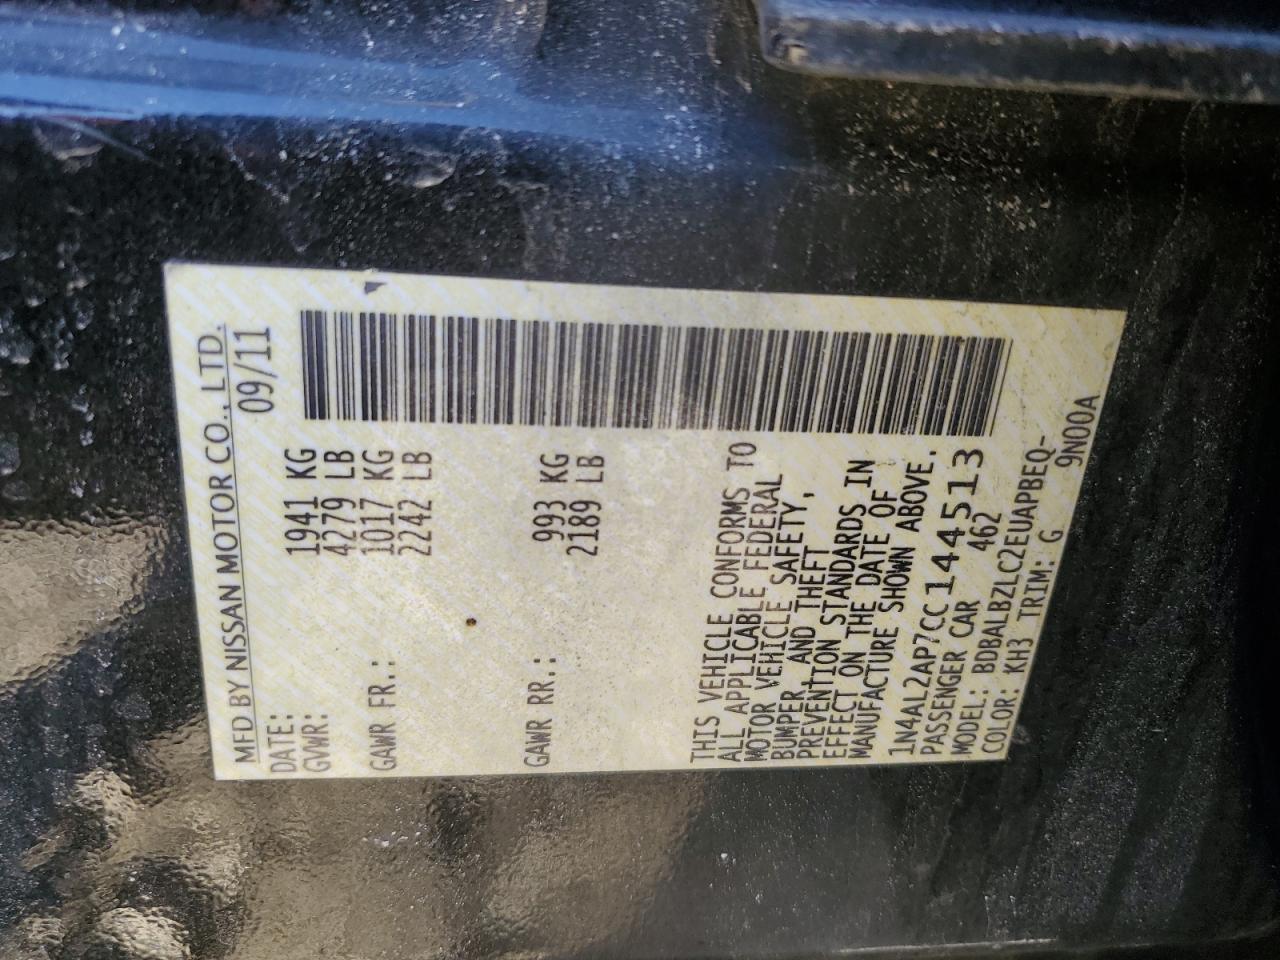 MFD BY NISSAN MOTOR CO., LTD.
DATE: 09/11
GVWR: 1941 KG
4279 LB
GAWR FR.: 1017 KG
2242 LB
GAWR RR.: 993 KG
2189 LB
THIS VEHICLE CONFORMS TO
ALL APPLICABLE FEDERAL
MOTOR VEHICLE SAFETY,
BUMPER, AND THEFT
PREVENTION STANDARDS IN
EFFECT ON THE DATE OF
MANUFACTURE SHOWN ABOVE.
1N4AL2AP7CC144513
PASSENGER CAR 462
MODEL: BDBALBZLC2EUAPBEQ-
COLOR: KH3 TRIM: G 9N00A